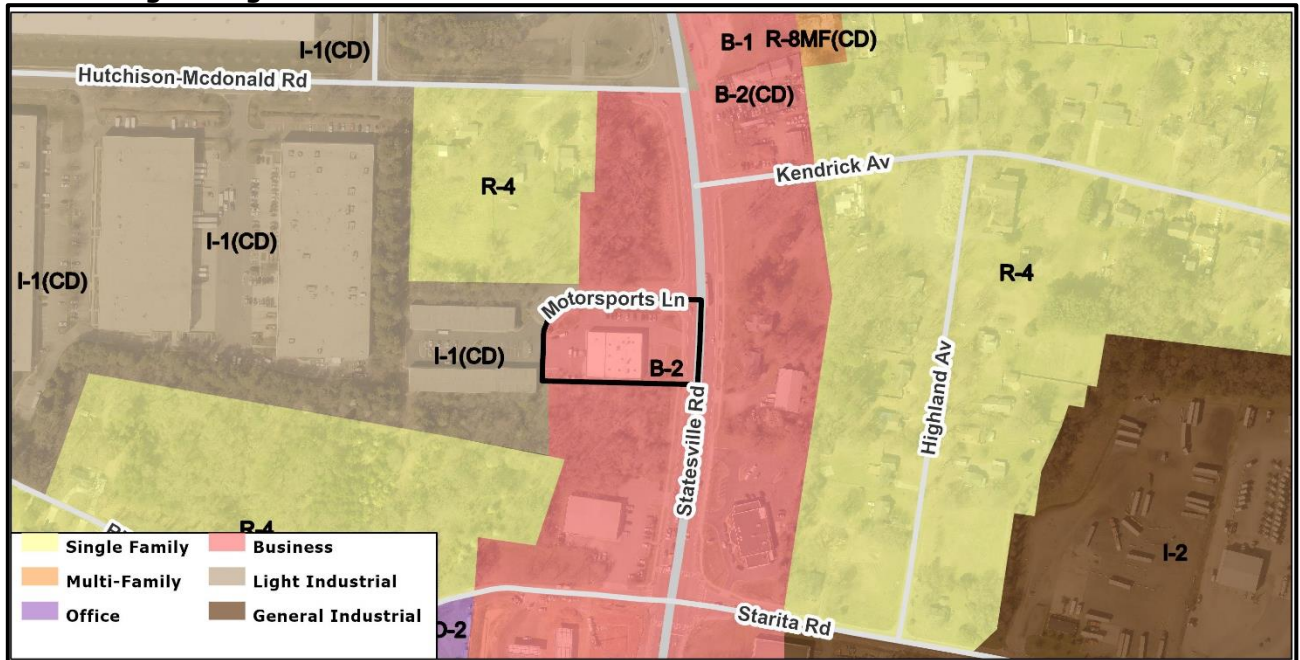 I-1(CD)
B-1
R-8MF(CD)
Hutchison-Mcdonald Rd
B-2(CD)
Kendrick Av
R-4
I-1(CD)
I-1(CD)
R-4
Motorsports Ln
I-1(CD)
B-2
Highland Av
Statesville Rd
R-4
I-2
Starita Rd
Single Family
Business
Multi-Family
Light Industrial
Office
General Industrial